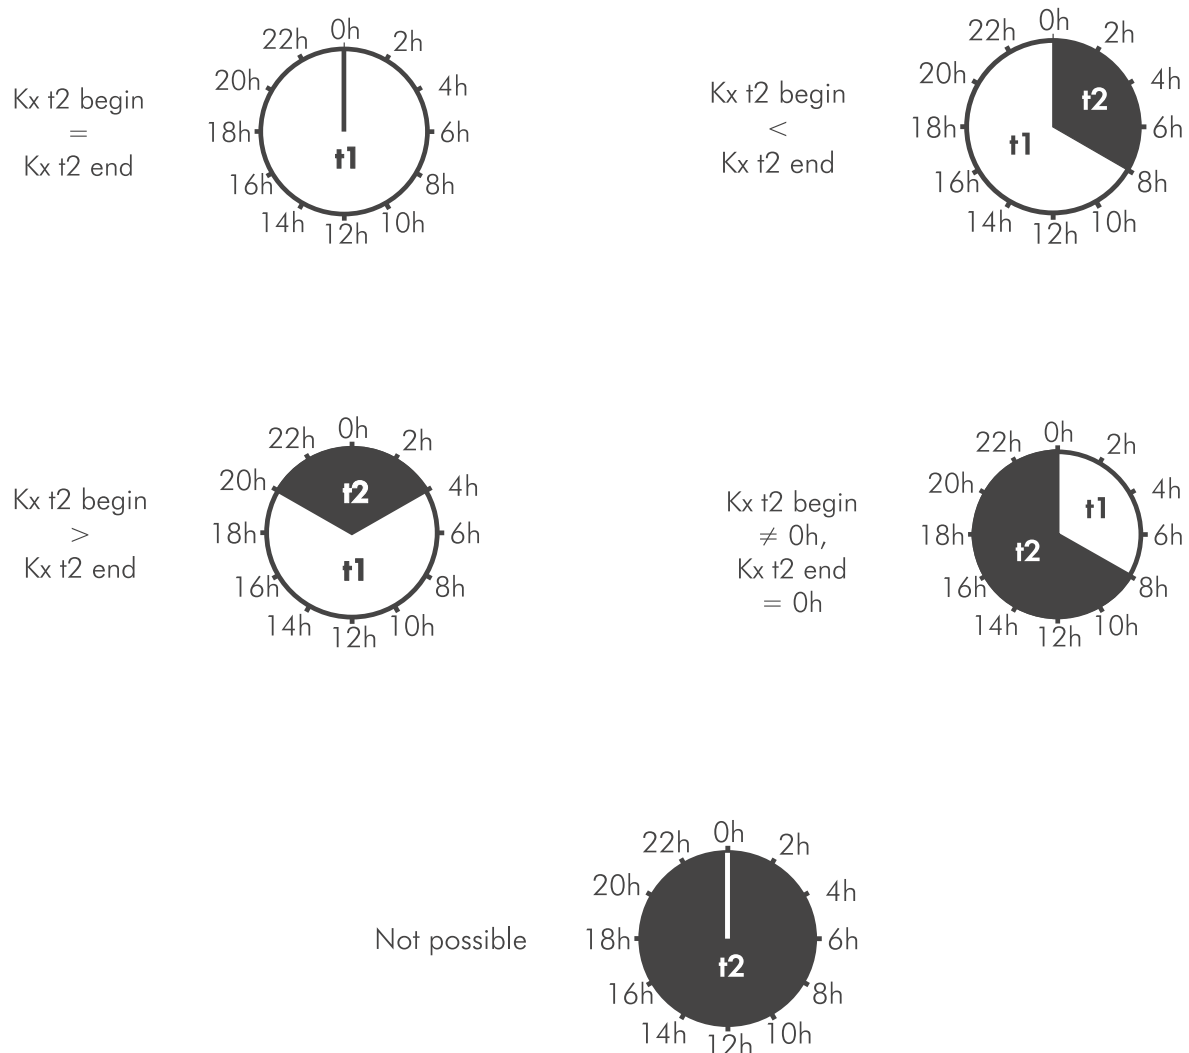 Kx t2 begin
=
Kx t2 end
0h
2h
4h
6h
8h
10h
12h
14h
16h
18h
20h
22h
t1
Kx t2 begin
<
Kx t2 end
0h
2h
4h
6h
8h
10h
12h
14h
16h
18h
20h
22h
t2
t1
Kx t2 begin
>
Kx t2 end
0h
2h
4h
6h
8h
10h
12h
14h
16h
18h
20h
22h
t2
t1
Kx t2 begin
≠ 0h,
Kx t2 end
= 0h
0h
2h
4h
6h
8h
10h
12h
14h
16h
18h
20h
22h
t1
t2
Not possible
0h
2h
4h
6h
8h
10h
12h
14h
16h
18h
20h
22h
t2